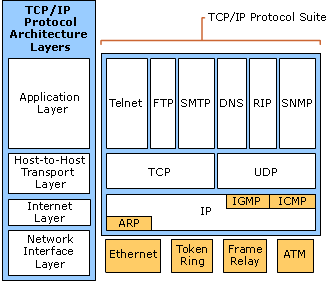 TCP/IP
Protocol
Architecture
Layers
TCP/IP Protocol Suite
Application
Layer
Telnet
FTP
SMTP
DNS
RIP
SNMP
Host-to-Host
Transport
Layer
TCP
UDP
Internet
Layer
IP
IGMP
ICMP
ARP
Network
Interface
Layer
Ethernet
Token
Ring
Frame
Relay
ATM